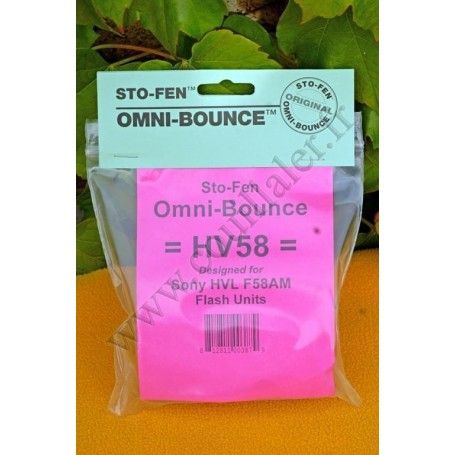 STO-FEN™
OMNI-BOUNCE™
STO-FEN
ORIGINAL
OMNI-BOUNCE
Sto-Fen
Omni-Bounce
= HV58 =
Designed for
Sony HVL F58AM
Flash Units